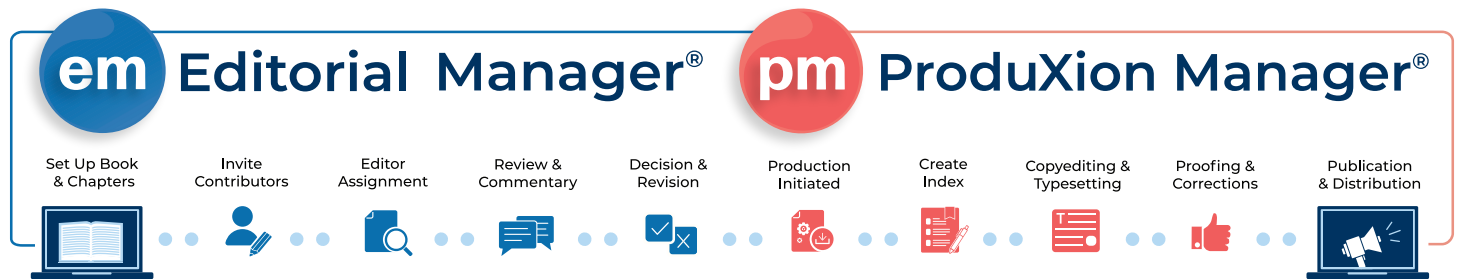 em Editorial Manager®
pm ProduXion Manager®
Set Up Book
& Chapters
Invite
Contributors
Editor
Assignment
Review &
Commentary
Decision &
Revision
Production
Initiated
Create
Index
Copyediting &
Typesetting
Proofing &
Corrections
Publication
& Distribution